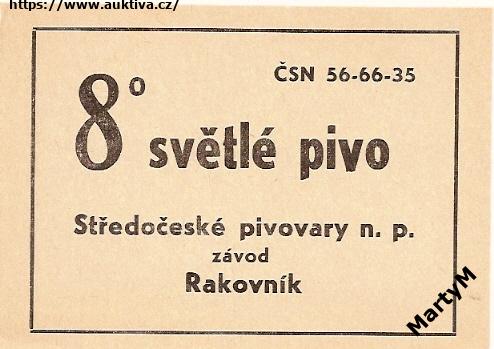 https://www.auktiva.cz/
ČSN 56-66-35
8° světlé pivo
Středočeské pivovary n. p.
závod
Rakovník
MartyM